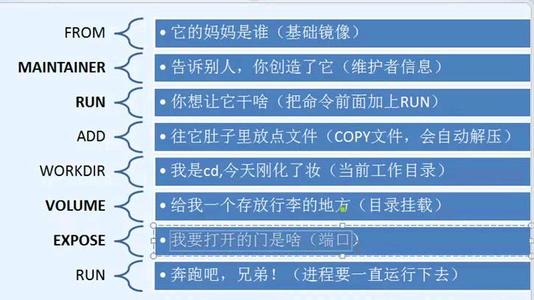 FROM
• 它的妈妈是谁（基础镜像）
MAINTAINER
• 告诉别人，你创造了它（维护者信息）
RUN
• 你想让它干啥（把命令前面加上RUN）
ADD
• 往它肚子里放点文件（COPY文件，会自动解压）
WORKDIR
• 我是cd,今天刚化了妆（当前工作目录）
VOLUME
• 给我一个存放行李的地方（目录挂载）
EXPOSE
• 我要打开的门是啥（端口）
RUN
• 奔跑吧，兄弟！（进程要一直运行下去）